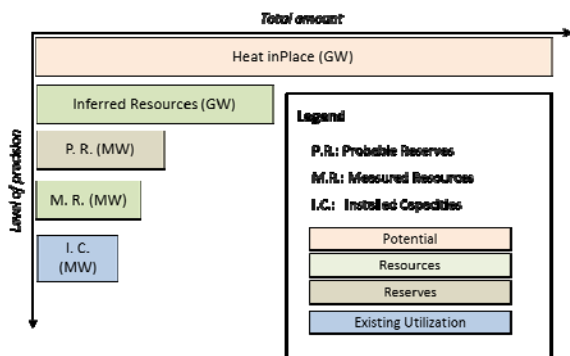 Total amount
Level of precision
Heat inPlace (GW)
Inferred Resources (GW)
P. R. (MW)
M. R. (MW)
I. C.
(MW)
Legend
P.R.: Probable Reserves
M.R.: Measured Resources
I.C.: Installed Capacities
Potential
Resources
Reserves
Existing Utilization